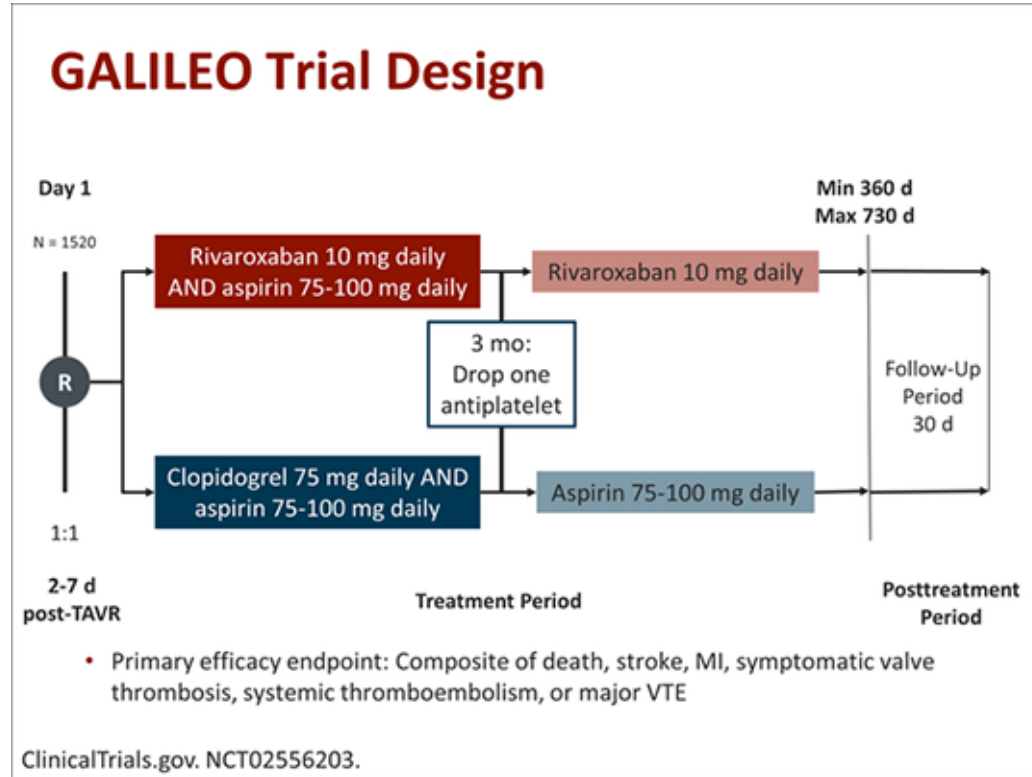 GALILEO Trial Design
Day 1
N = 1520
R
1:1
2-7 d
post-TAVR
Rivaroxaban 10 mg daily
AND aspirin 75-100 mg daily
Clopidogrel 75 mg daily AND
aspirin 75-100 mg daily
3 mo:
Drop one
antiplatelet
Rivaroxaban 10 mg daily
Aspirin 75-100 mg daily
Min 360 d
Max 730 d
Follow-Up
Period
30 d
Treatment Period
Posttreatment
Period
• Primary efficacy endpoint: Composite of death, stroke, MI, symptomatic valve
thrombosis, systemic thromboembolism, or major VTE
ClinicalTrials.gov. NCT02556203.